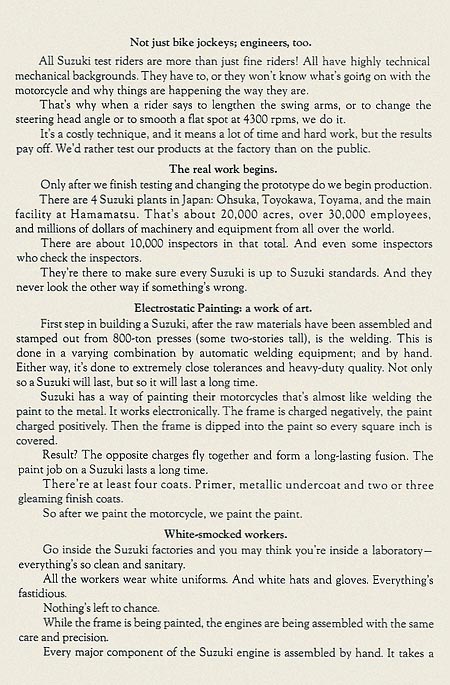 Not just bike jockeys; engineers, too.
All Suzuki test riders are more than just fine riders! All have highly technical
mechanical backgrounds. They have to, or they won't know what's going on with the
motorcycle and why things are happening the way they are.
That's why when a rider says to lengthen the swing arms, or to change the
steering head angle or to smooth a flat spot at 4300 rpms, we do it.
It's a costly technique, and it means a lot of time and hard work, but the results
pay off. We'd rather test our products at the factory than on the public.
The real work begins.
Only after we finish testing and changing the prototype do we begin production.
There are 4 Suzuki plants in Japan: Ohsuka, Toyokawa, Toyama, and the main
facility at Hamamatsu. That's about 20,000 acres, over 30,000 employees,
and millions of dollars of machinery and equipment from all over the world.
There are about 10,000 inspectors in that total. And even some inspectors
who check the inspectors.
They're there to make sure every Suzuki is up to Suzuki standards. And they
never look the other way if something's wrong.
Electrostatic Painting: a work of art.
First step in building a Suzuki, after the raw materials have been assembled and
stamped out from 800-ton presses (some two-stories tall), is the welding. This is
done in a varying combination by automatic welding equipment; and by hand.
Either way, it's done to extremely close tolerances and heavy-duty quality. Not only
so a Suzuki will last, but so it will last a long time.
Suzuki has a way of painting their motorcycles that's almost like welding the
paint to the metal. It works electronically. The frame is charged negatively, the paint
charged positively. Then the frame is dipped into the paint so every square inch is
covered.
Result? The opposite charges fly together and form a long-lasting fusion. The
paint job on a Suzuki lasts a long time.
There're at least four coats. Primer, metallic undercoat and two or three
gleaming finish coats.
So after we paint the motorcycle, we paint the paint.
White-smocked workers.
Go inside the Suzuki factories and you may think you're inside a laboratory—
everything's so clean and sanitary.
All the workers wear white uniforms. And white hats and gloves. Everything's
fastidious.
Nothing's left to chance.
While the frame is being painted, the engines are being assembled with the same
care and precision.
Every major component of the Suzuki engine is assembled by hand. It takes a